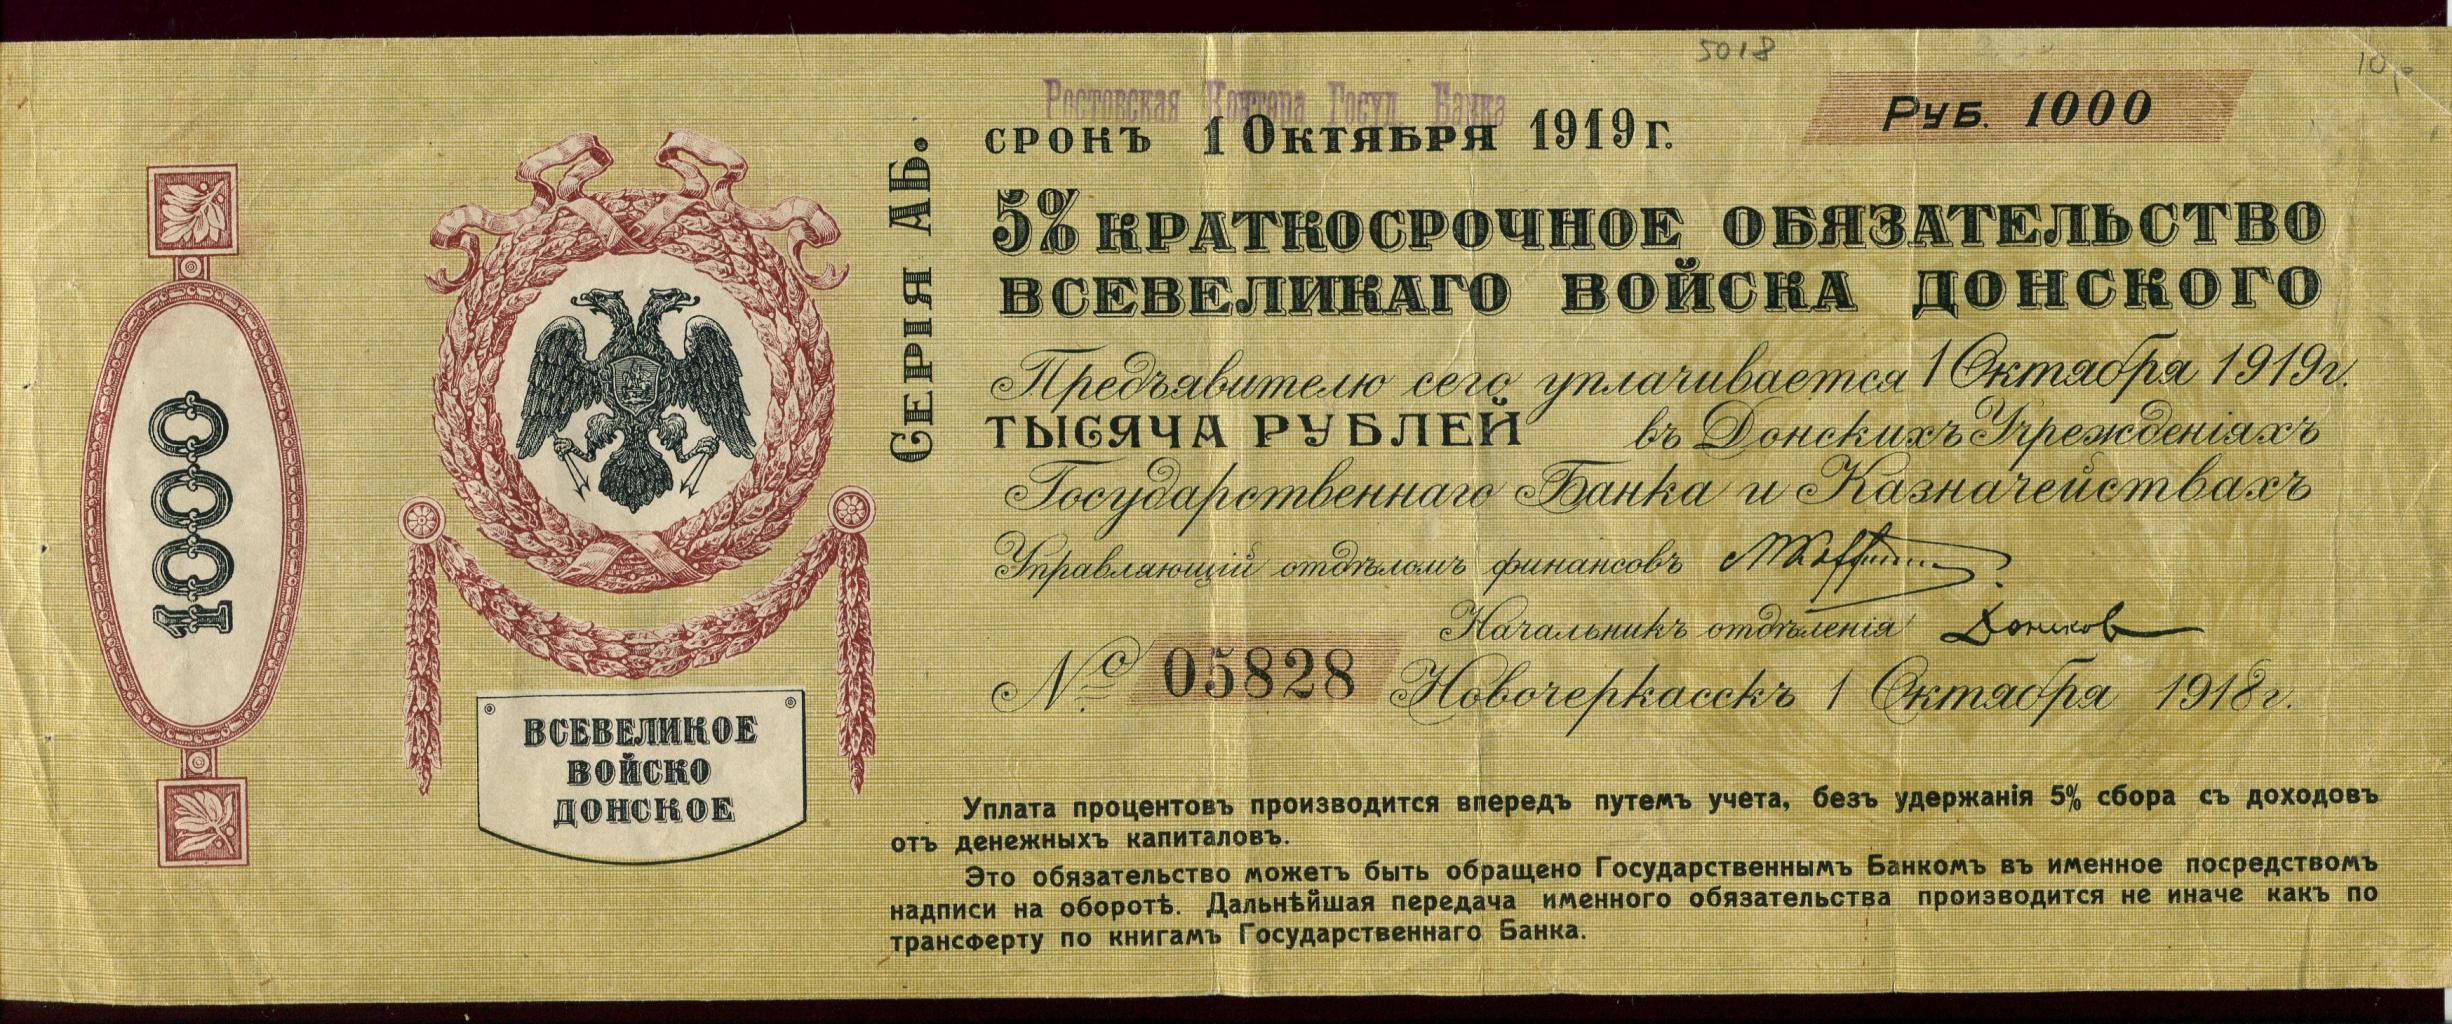 5018
10
Ростовская Контора Госуд. Банка
Руб. 1000
срокъ 1 Октября 1919 г.
Серія АБ.
5% краткосрочное обязательство
Всевеликаго Войска Донского
Предъявителю сего уплачивается 1 Октября 1919 г.
ТЫСЯЧА РУБЛЕЙ въ Донскихъ Учрежденіяхъ
Государственнаго Банка и Казначействахъ
Управляющій отдѣломъ финансовъ
Начальникъ отдѣленія
№ 05828 Новочеркасскъ 1 Октября 1918 г.
1000
ВСЕВЕЛИКОЕ
ВОЙСКО
ДОНСКОЕ
Уплата процентовъ производится впередъ путемъ учета, безъ удержанія 5% сбора съ доходовъ
отъ денежныхъ капиталовъ.
Это обязательство можетъ быть обращено Государственнымъ Банкомъ въ именное посредствомъ
надписи на оборотѣ. Дальнѣйшая передача именного обязательства производится не иначе какъ по
трансферту по книгамъ Государственнаго Банка.